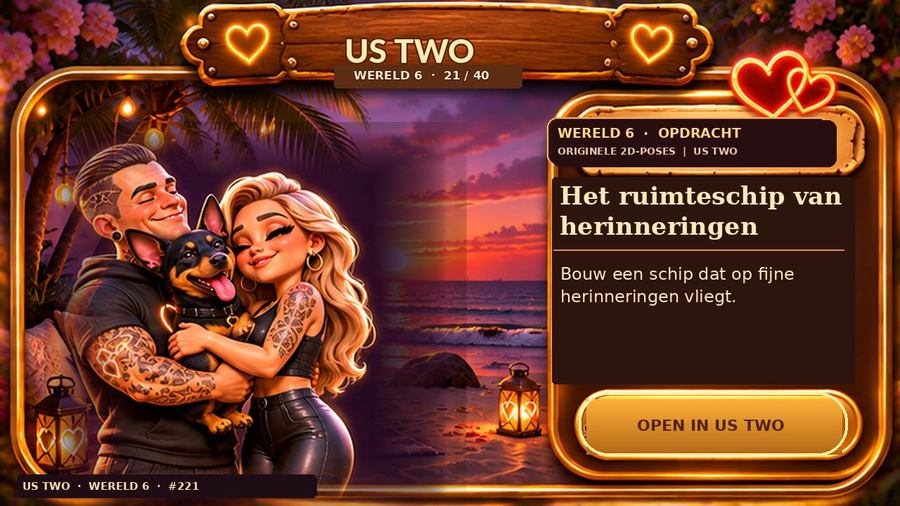 US TWO
WERELD 6 · 21 / 40
WERELD 6 · OPDRACHT
ORIGINELE 2D-POSES | US TWO
Het ruimteschip van
herinneringen
Bouw een schip dat op fijne
herinneringen vliegt.
OPEN IN US TWO
US TWO · WERELD 6 · #221